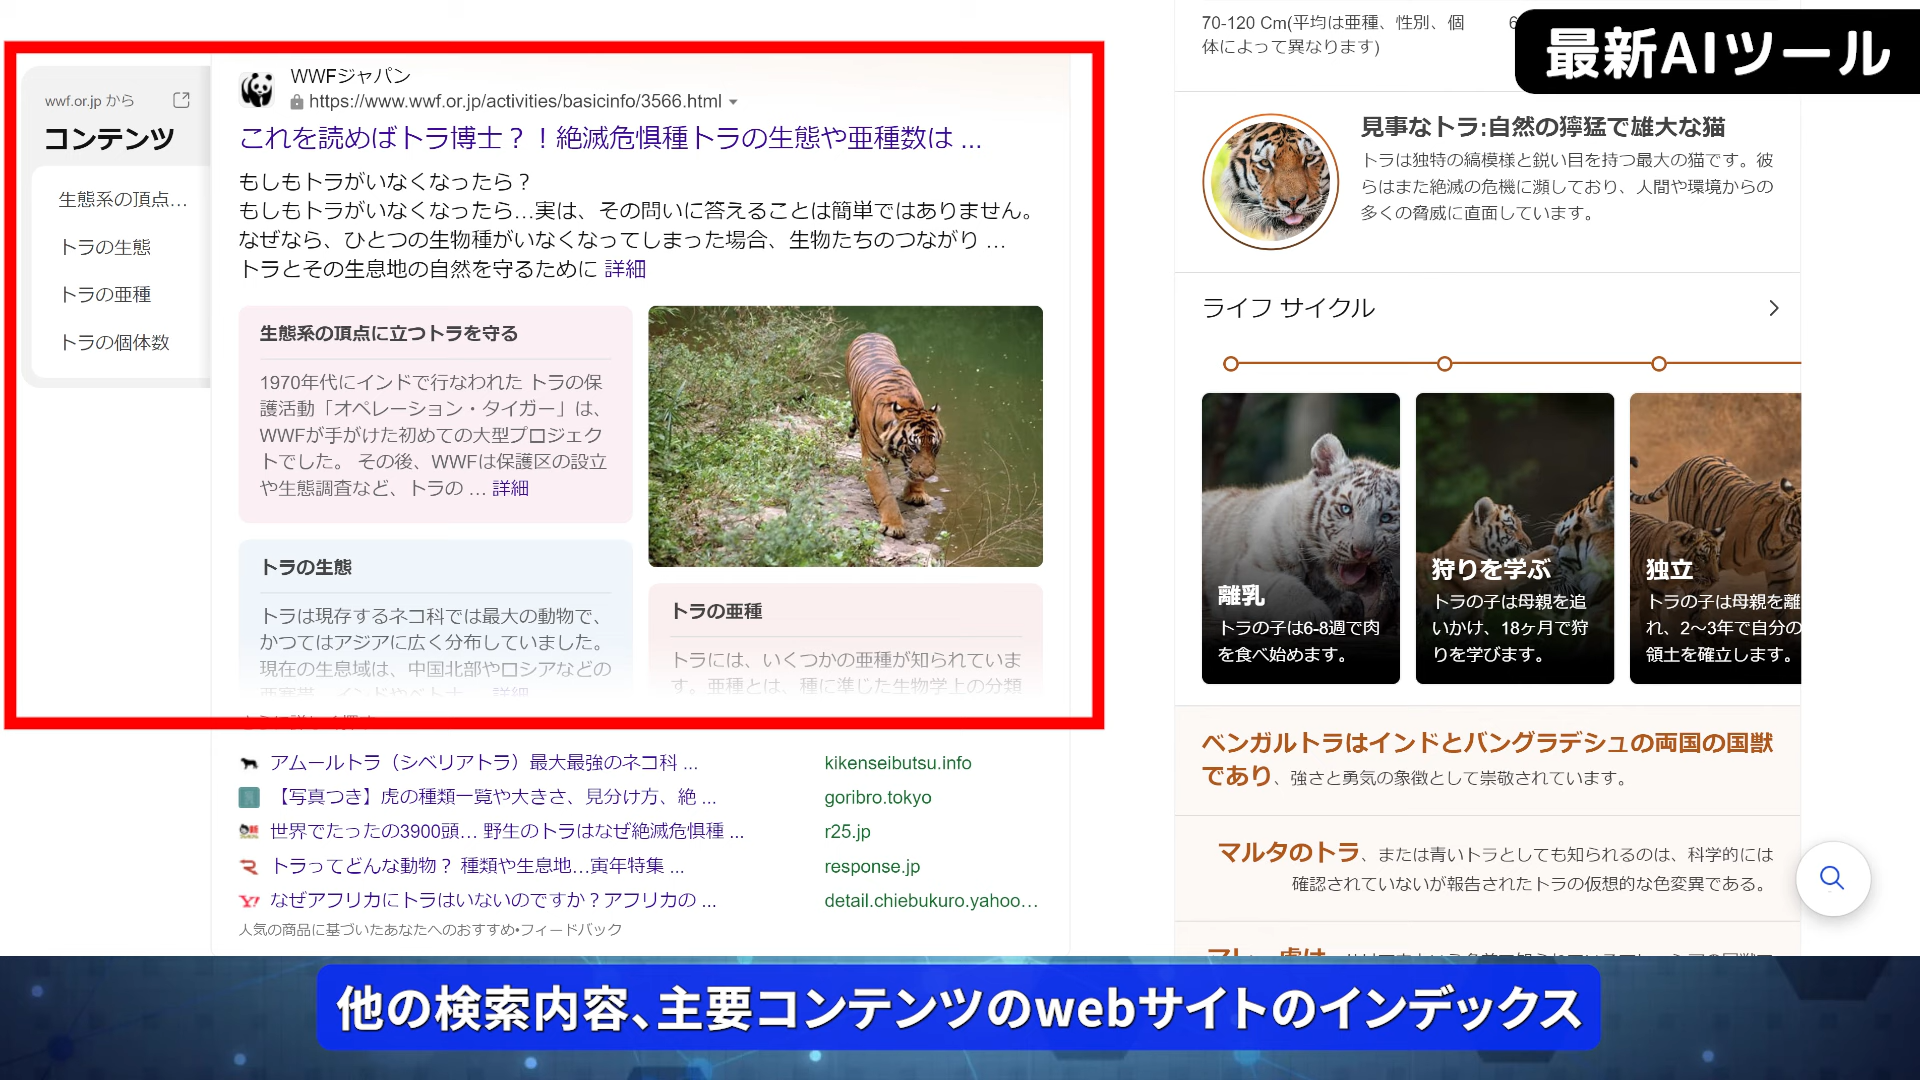 最新AIツール
wwf.or.jp から
コンテンツ
生態系の頂点...
トラの生態
トラの亜種
トラの個体数
WWFジャパン
https://www.wwf.or.jp/activities/basicinfo/3566.html
これを読めばトラ博士？！絶滅危惧種トラの生態や亜種数は ...
もしもトラがいなくなったら？
もしもトラがいなくなったら…実は、その問いに答えることは簡単ではありません。
なぜなら、ひとつの生物種がいなくなってしまった場合、生物たちのつながり …
トラとその生息地の自然を守るために 詳細
生態系の頂点に立つトラを守る
1970年代にインドで行なわれた トラの保
護活動「オペレーション・タイガー」は、
WWFが手がけた初めての大型プロジェク
トでした。 その後、WWFは保護区の設立
や生態調査など、トラの … 詳細
トラの生態
トラは現存するネコ科では最大の動物で、
かつてはアジアに広く分布していました。
現在の生息域は、中国北部やロシアなどの
トラの亜種
トラには、いくつかの亜種が知られていま
す。亜種とは、種に準じた生物学上の分類
アムールトラ（シベリアトラ）最大最強のネコ科 ... kikenseibutsu.info
【写真つき】虎の種類一覧や大きさ、見分け方、絶 ... goribro.tokyo
世界でたったの3900頭… 野生のトラはなぜ絶滅危惧種 ... r25.jp
トラってどんな動物？ 種類や生息地…寅年特集 ... response.jp
なぜアフリカにトラはいないのですか？アフリカの ... detail.chiebukuro.yahoo...
人気の商品に基づいたあなたへのおすすめ•フィードバック
70-120 Cm(平均は亜種、性別、個
体によって異なります)
見事なトラ:自然の獰猛で雄大な猫
トラは独特の縞模様と鋭い目を持つ最大の猫です。彼
らはまた絶滅の危機に瀕しており、人間や環境からの
多くの脅威に直面しています。
ライフ サイクル
離乳
トラの子は6-8週で肉
を食べ始めます。
狩りを学ぶ
トラの子は母親を追
いかけ、18ヶ月で狩
りを学びます。
独立
トラの子は母親を離
れ、2～3年で自分の
領土を確立します。
ベンガルトラはインドとバングラデシュの両国の国獣
であり、強さと勇気の象徴として崇敬されています。
マルタのトラ、または青いトラとしても知られるのは、科学的には
確認されていないが報告されたトラの仮想的な色変異である。
他の検索内容、主要コンテンツのwebサイトのインデックス